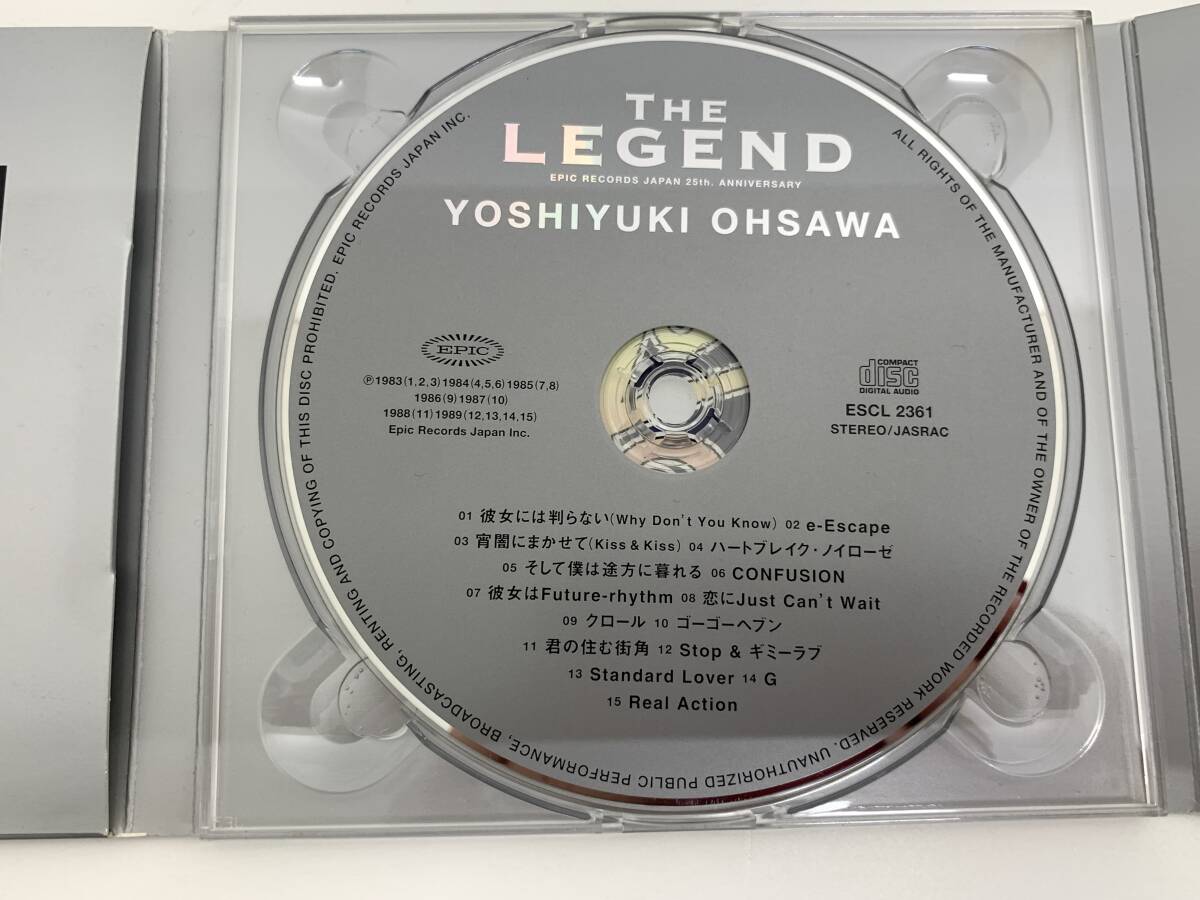 THE
LEGEND
EPIC RECORDS JAPAN 25th. ANNIVERSARY
YOSHIYUKI OHSAWA
EPIC
Ⓟ1983(1,2,3)1984(4,5,6)1985(7,8)
1986(9)1987(10)
1988(11)1989(12,13,14,15)
Epic Records Japan Inc.
COMPACT
disc
DIGITAL AUDIO
ESCL 2361
STEREO/JASRAC
01 彼女には判らない(Why Don't You Know) 02 e-Escape
03 宵闇にまかせて(Kiss & Kiss) 04 ハートブレイク・ノイローゼ
05 そして僕は途方に暮れる 06 CONFUSION
07 彼女はFuture-rhythm 08 恋にJust Can't Wait
09 クロール 10 ゴーゴーヘブン
11 君の住む街角 12 Stop & ギミーラブ
13 Standard Lover 14 G
15 Real Action
ALL RIGHTS OF THE MANUFACTURER AND OF THE OWNER OF THE RECORDED WORK RESERVED. UNAUTHORIZED PUBLIC PERFORMANCE, BROADCASTING, RENTING AND COPYING OF THIS DISC PROHIBITED. EPIC RECORDS JAPAN INC.